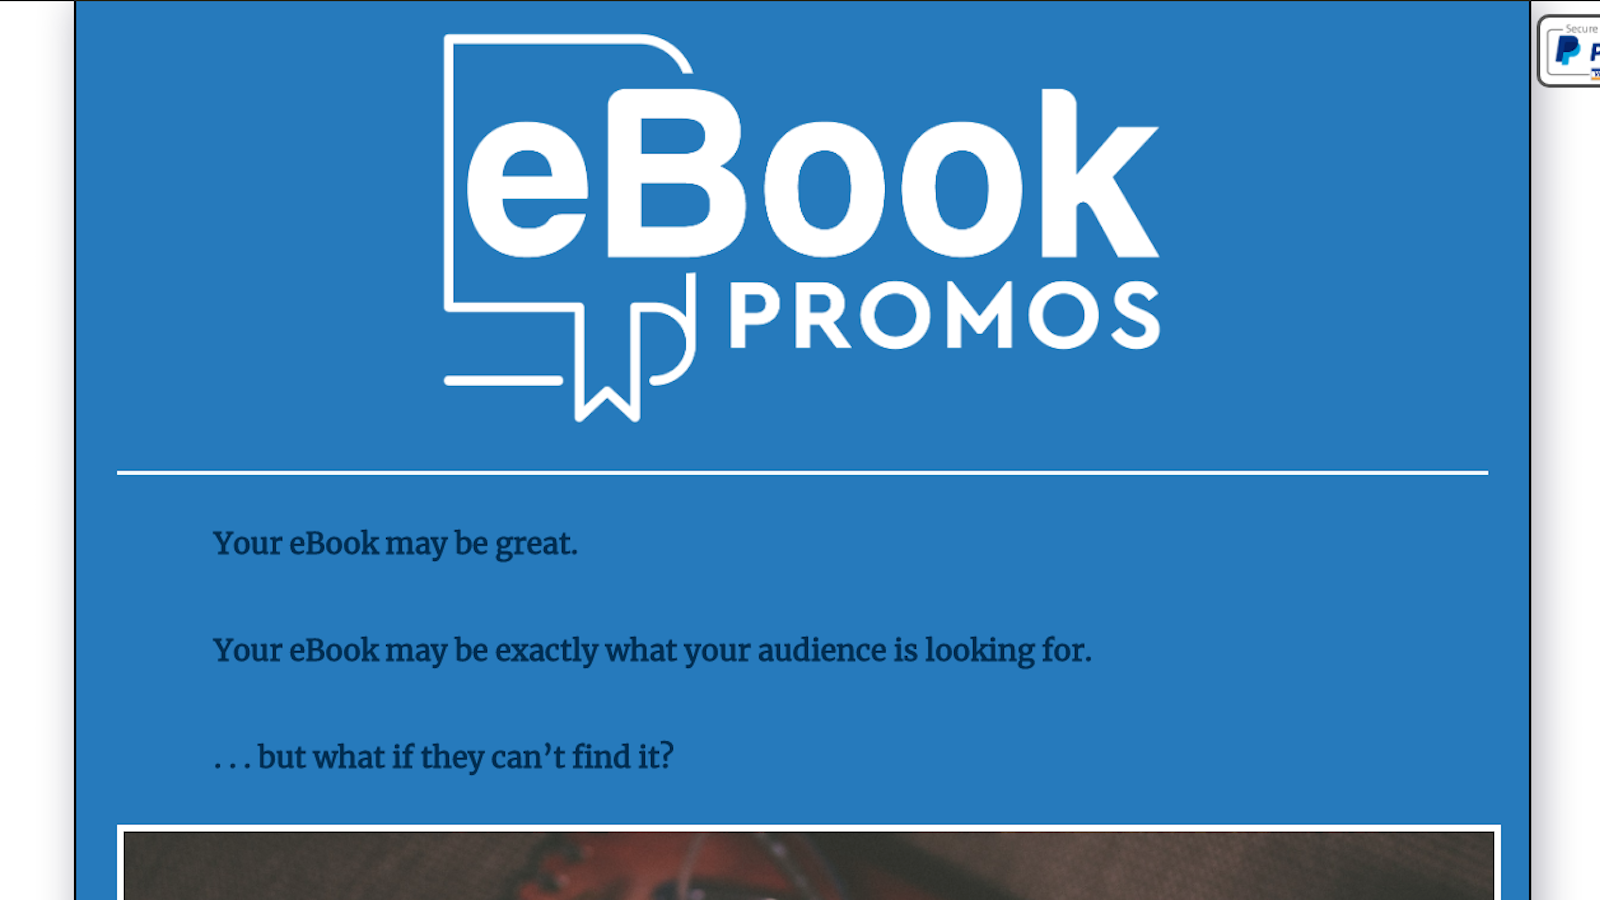 Secure
eBook
PROMOS
Your eBook may be great.
Your eBook may be exactly what your audience is looking for.
. . . but what if they can’t find it?